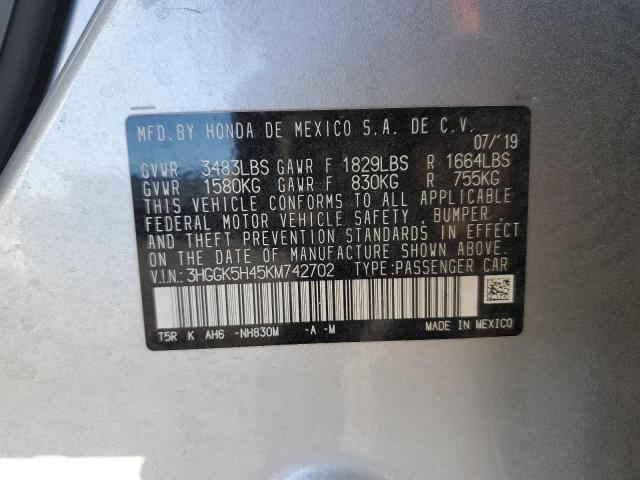 MFD. BY HONDA DE MEXICO S.A. DE C.V.
07/'19
GVWR 3483LBS GAWR F 1829LBS R 1664LBS
GVWR 1580KG GAWR F 830KG R 755KG
THIS VEHICLE CONFORMS TO ALL APPLICABLE
FEDERAL MOTOR VEHICLE SAFETY, BUMPER
AND THEFT PREVENTION STANDARDS IN EFFECT
ON THE DATE OF MANUFACTURE SHOWN ABOVE.
V.I.N.: 3HGGK5H45KM742702 TYPE:PASSENGER CAR
T5R K AH6 -NH830M -A -M MADE IN MEXICO